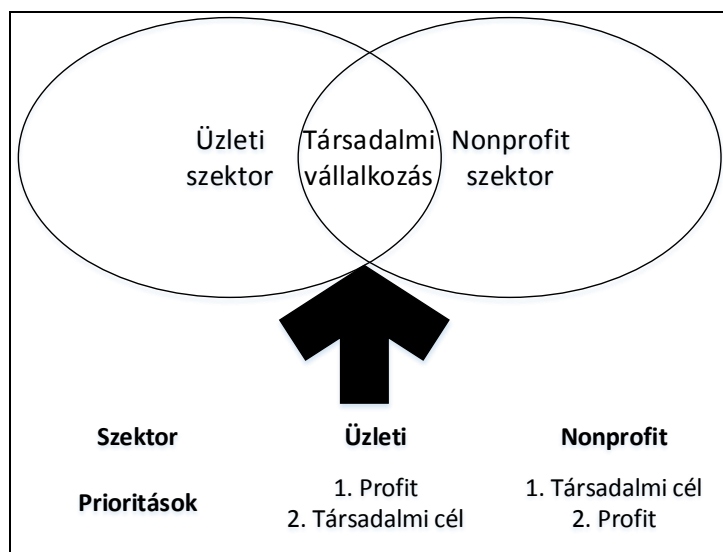 Üzleti
szektor
Társadalmi
vállalkozás
Nonprofit
szektor
Szektor Üzleti Nonprofit
Prioritások
1. Profit
2. Társadalmi cél
1. Társadalmi cél
2. Profit